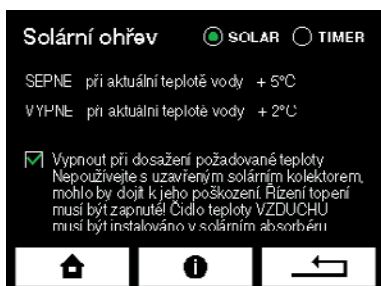 Solární ohřev SOLAR TIMER
SEPNE při aktuální teplotě vody + 5°C
VYPNE při aktuální teplotě vody + 2°C
Vypnout při dosažení požadované teploty
Nepoužívejte s uzavřeným solárním kolektorem,
mohlo by dojít k jeho poškození. Řízení topení
musí být zapnuté! Čidlo teploty VZDUCHU
musí být instalováno v solárním absorbéru